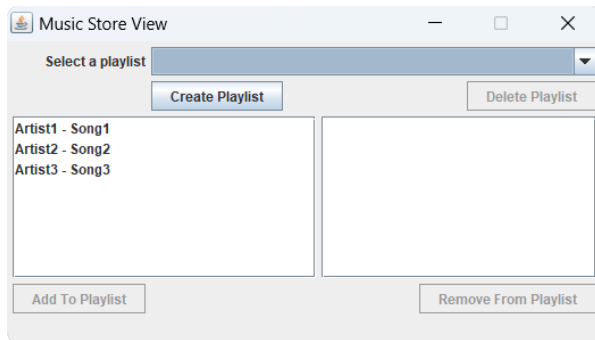 Music Store View
Select a playlist
Create Playlist Delete Playlist
Artist1 - Song1
Artist2 - Song2
Artist3 - Song3
Add To Playlist Remove From Playlist